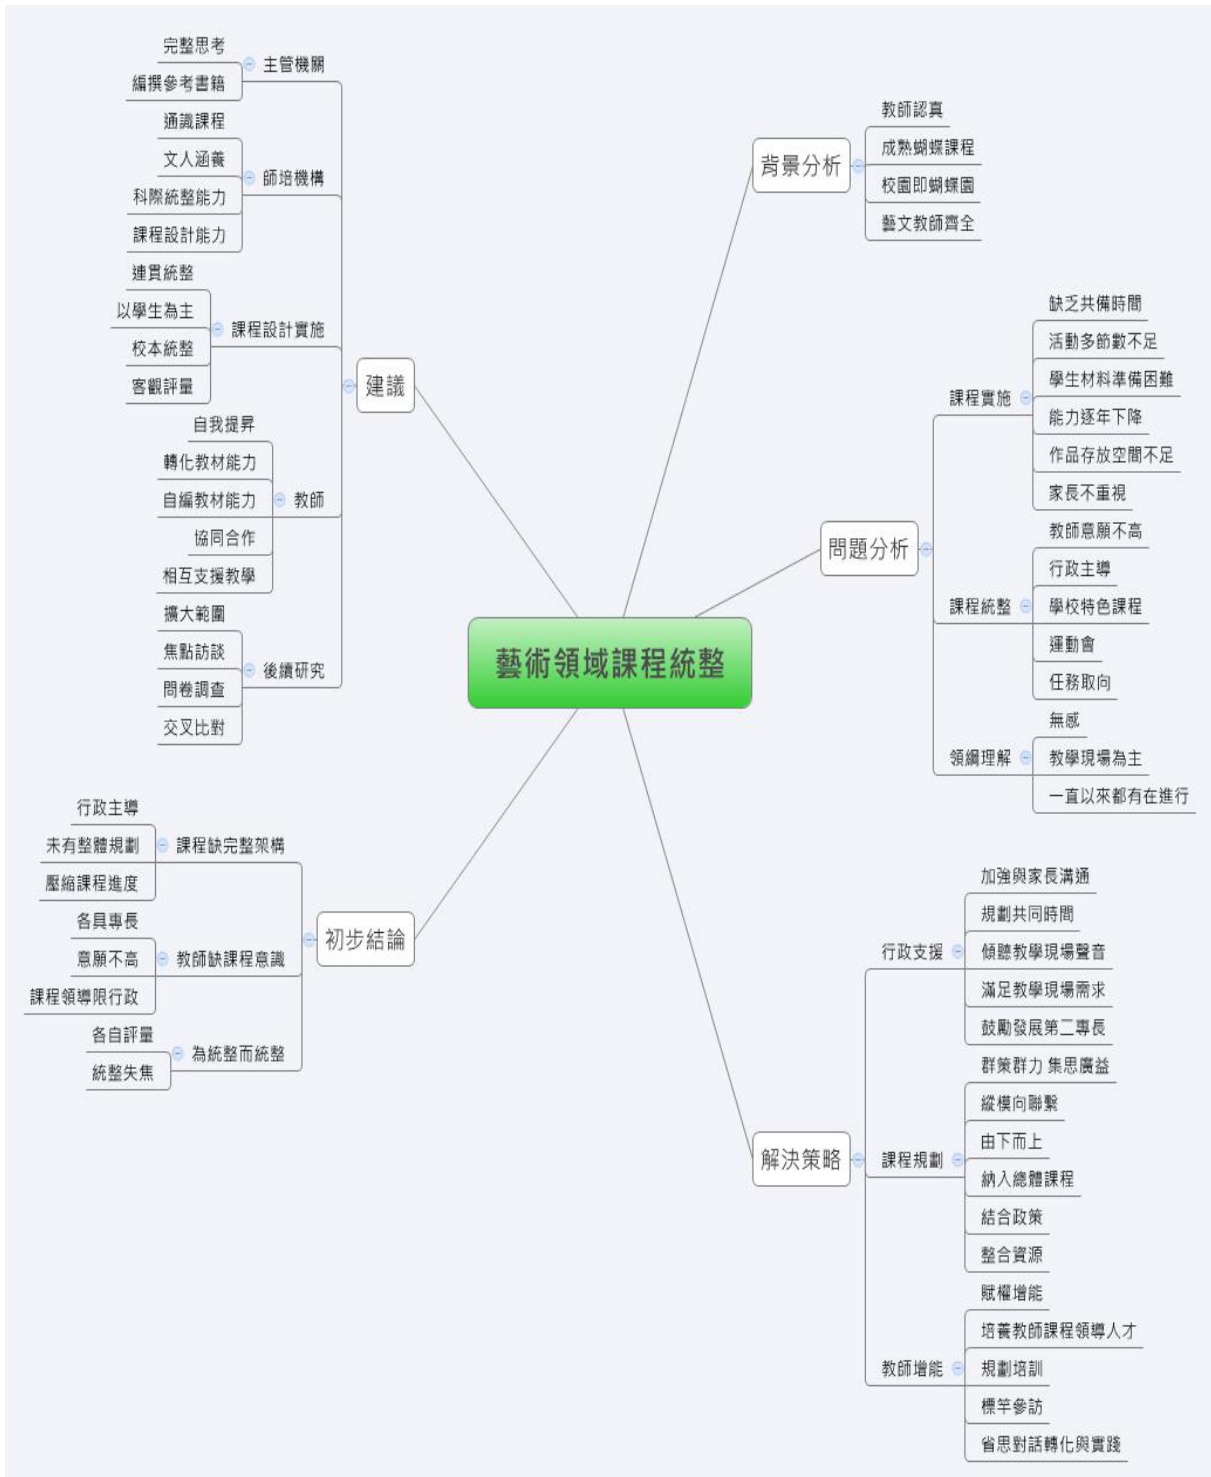 藝術領域課程統整
背景分析
教師認真
成熟蝴蝶課程
校園即蝴蝶園
藝文教師齊全
問題分析
課程實施
缺乏共備時間
活動多節數不足
學生材料準備困難
能力逐年下降
作品存放空間不足
家長不重視
課程統整
教師意願不高
行政主導
學校特色課程
運動會
任務取向
領綱理解
無感
教學現場為主
一直以來都有在進行
解決策略
行政支援
加強與家長溝通
規劃共同時間
傾聽教學現場聲音
滿足教學現場需求
鼓勵發展第二專長
課程規劃
群策群力 集思廣益
縱橫向聯繫
由下而上
納入總體課程
結合政策
整合資源
教師增能
賦權增能
培養教師課程領導人才
規劃培訓
標竿參訪
省思對話轉化與實踐
建議
主管機關
完整思考
編撰參考書籍
師培機構
通識課程
文人涵養
科際統整能力
課程設計能力
課程設計實施
連貫統整
以學生為主
校本統整
客觀評量
教師
自我提昇
轉化教材能力
自編教材能力
協同合作
相互支援教學
後續研究
擴大範圍
焦點訪談
問卷調查
交叉比對
初步結論
課程缺完整架構
行政主導
未有整體規劃
壓縮課程進度
教師缺課程意識
各具專長
意願不高
課程領導限行政
為統整而統整
各自評量
統整失焦